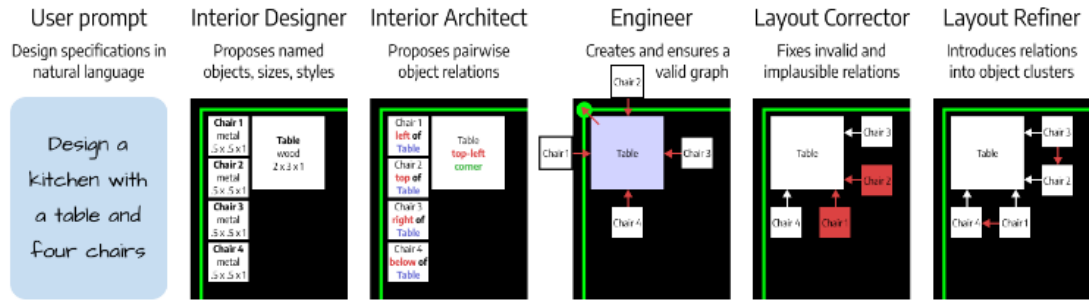 User prompt
Design specifications in
natural language
Design a
kitchen with
a table and
four chairs
Interior Designer
Proposes named
objects, sizes, styles
Chair 1
metal
.5 x .5 x 1
Chair 2
metal
.5 x .5 x 1
Chair 3
metal
.5 x .5 x 1
Chair 4
metal
.5 x .5 x 1
Table
wood
2 x 3 x 1
Interior Architect
Proposes pairwise
object relations
Chair 1
left of
Table
Chair 2
top of
Table
Chair 3
right of
Table
Chair 4
below of
Table
Table
top-left
corner
Engineer
Creates and ensures a
valid graph
Chair 2
Chair 1
Table
Chair 3
Chair 4
Layout Corrector
Fixes invalid and
implausible relations
Chair 3
Table
Chair 2
Chair 4
Chair 1
Layout Refiner
Introduces relations
into object clusters
Chair 3
Table
Chair 2
Chair 4
Chair 1